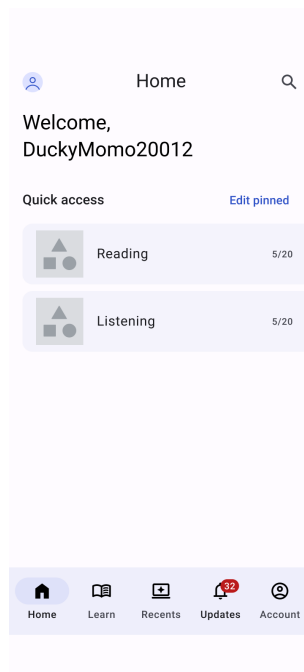 Home
Welcome,
DuckyMomo20012
Quick access Edit pinned
Reading 5/20
Listening 5/20
32
Home Learn Recents Updates Account